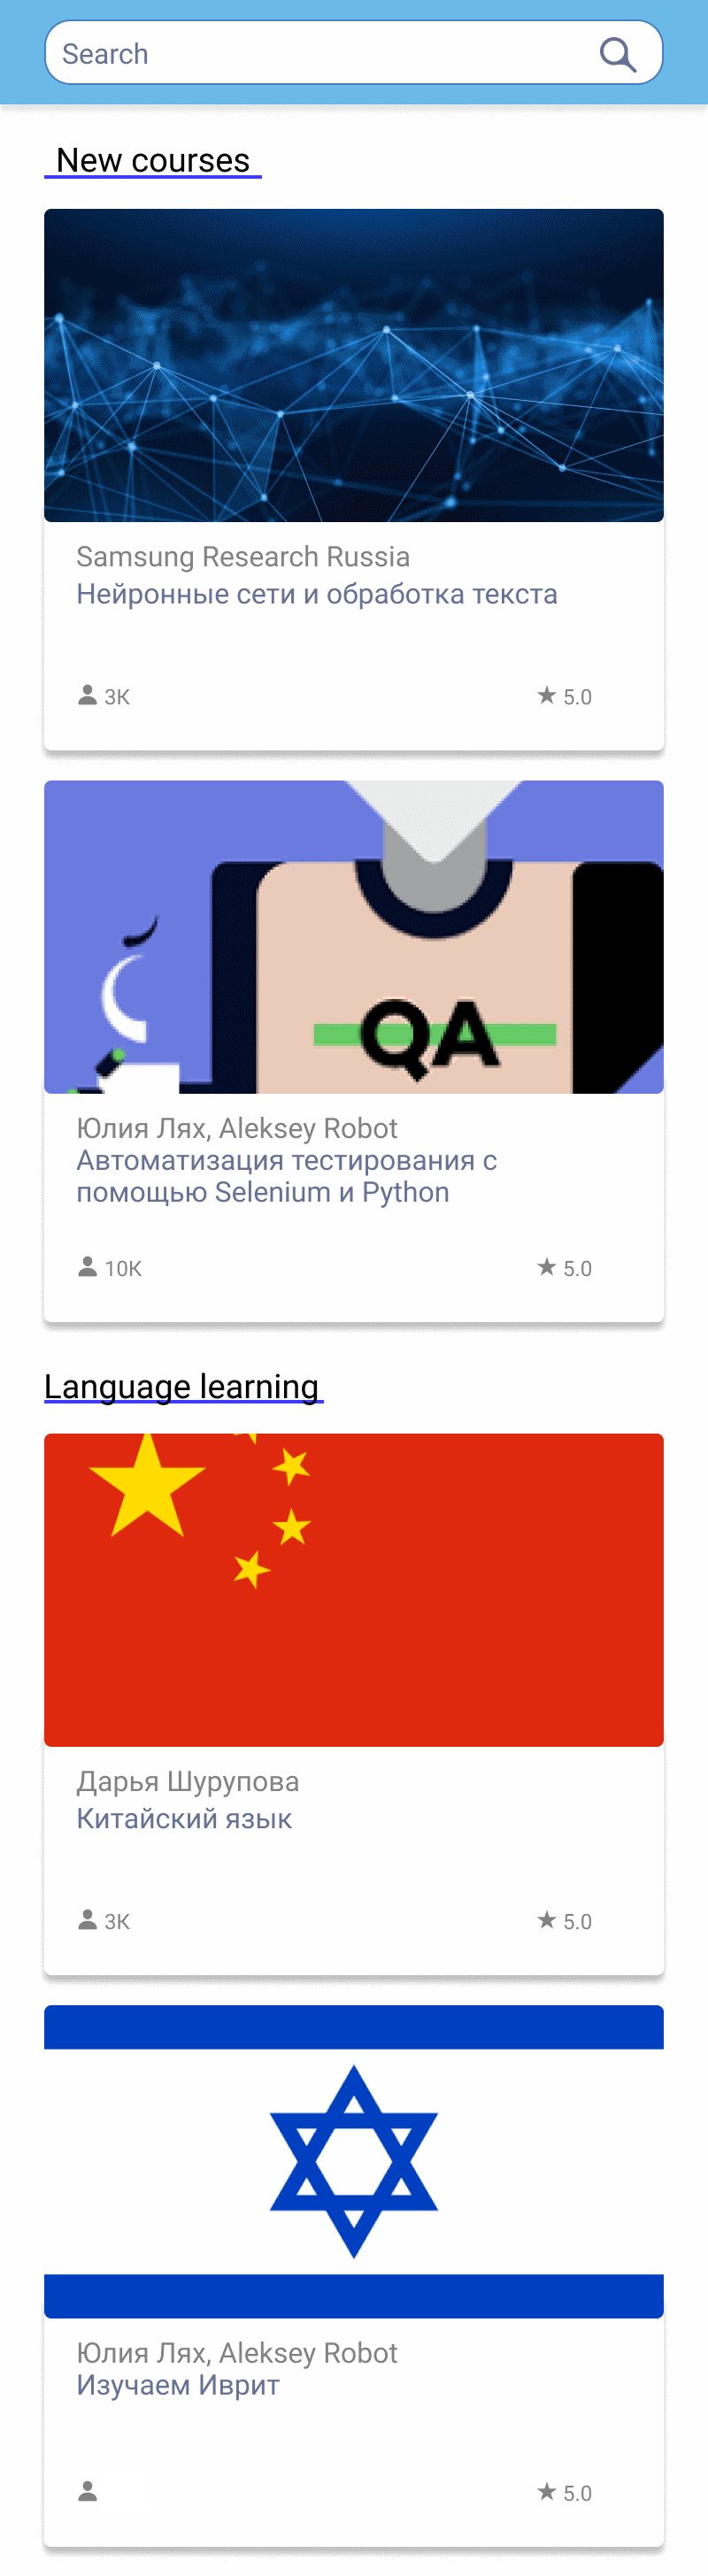 Search
New courses
Samsung Research Russia
Нейронные сети и обработка текста
3K
5.0
QA
Юлия Лях, Aleksey Robot
Автоматизация тестирования с
помощью Selenium и Python
10K
5.0
Language learning
Дарья Шурупова
Китайский язык
3K
5.0
Юлия Лях, Aleksey Robot
Изучаем Иврит
5.0